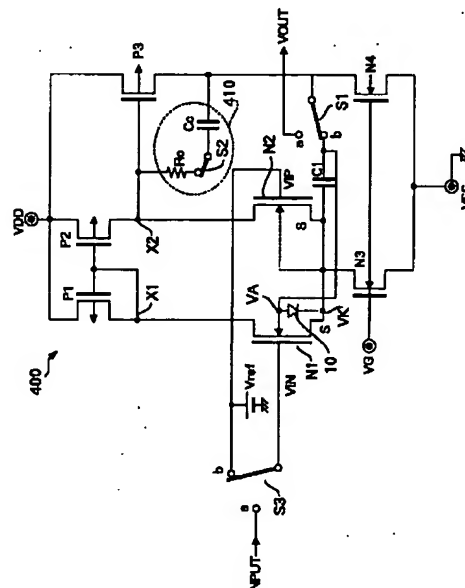 400
VDD
P1
P2
P3
X1
X2
Ro
Cc
S2
410
N2
VIP
S
VOUT
a
b
S1
C1
N4
N3
VA
VK
10
S
N1
VIN
Vref
b
a
S3
INPUT
VG